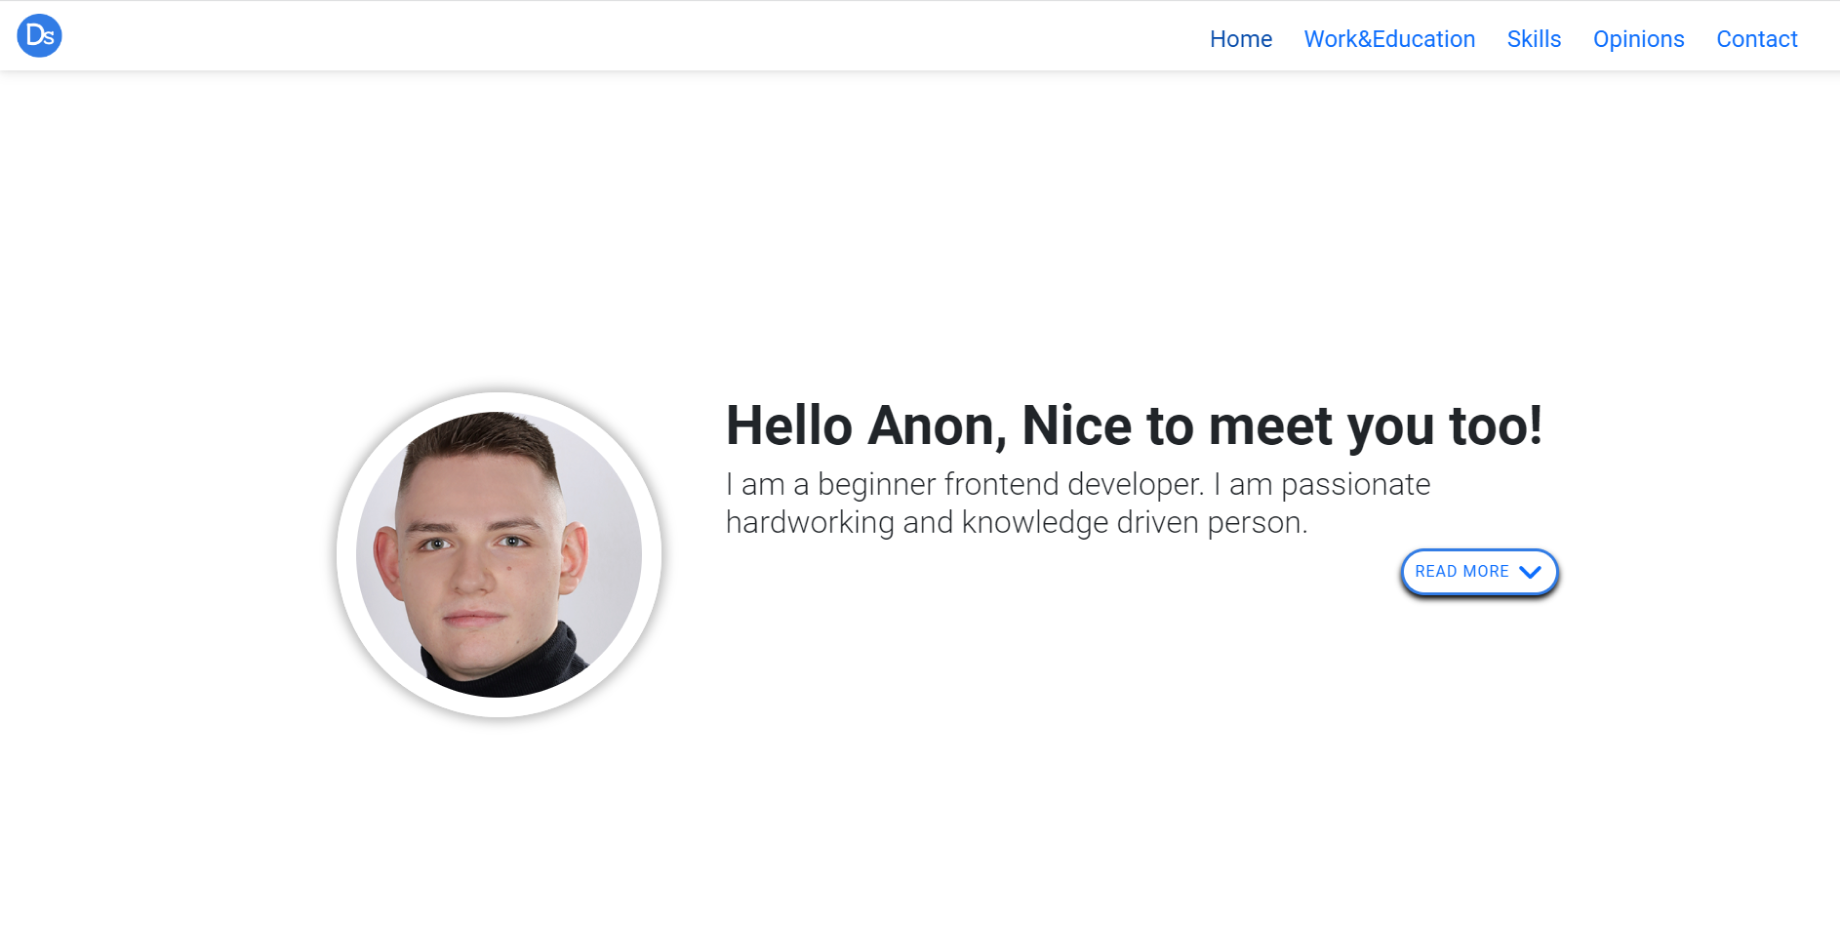 Ds
Home Work&Education Skills Opinions Contact
Hello Anon, Nice to meet you too!
I am a beginner frontend developer. I am passionate
hardworking and knowledge driven person.
READ MORE